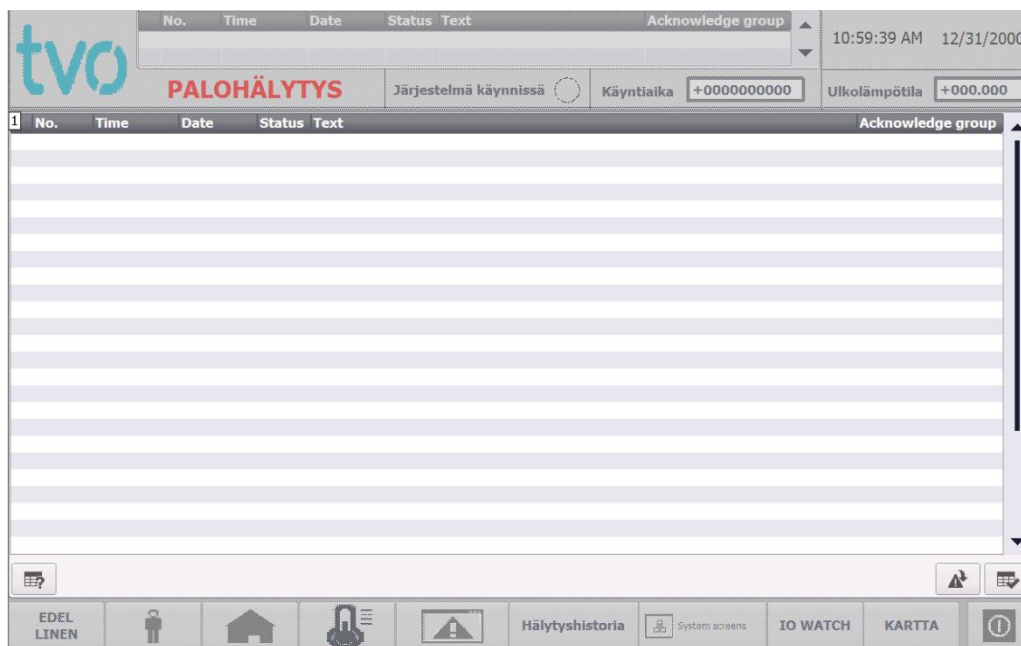 tvo
No. Time Date Status Text Acknowledge group
10:59:39 AM 12/31/2000
PALOHÄLYTYS Järjestelmä käynnissä Käyntiaika +0000000000 Ulkolämpötila +000.000
1 No. Time Date Status Text Acknowledge group
EDEL
LINEN
Hälytyshistoria System screens IO WATCH KARTTA